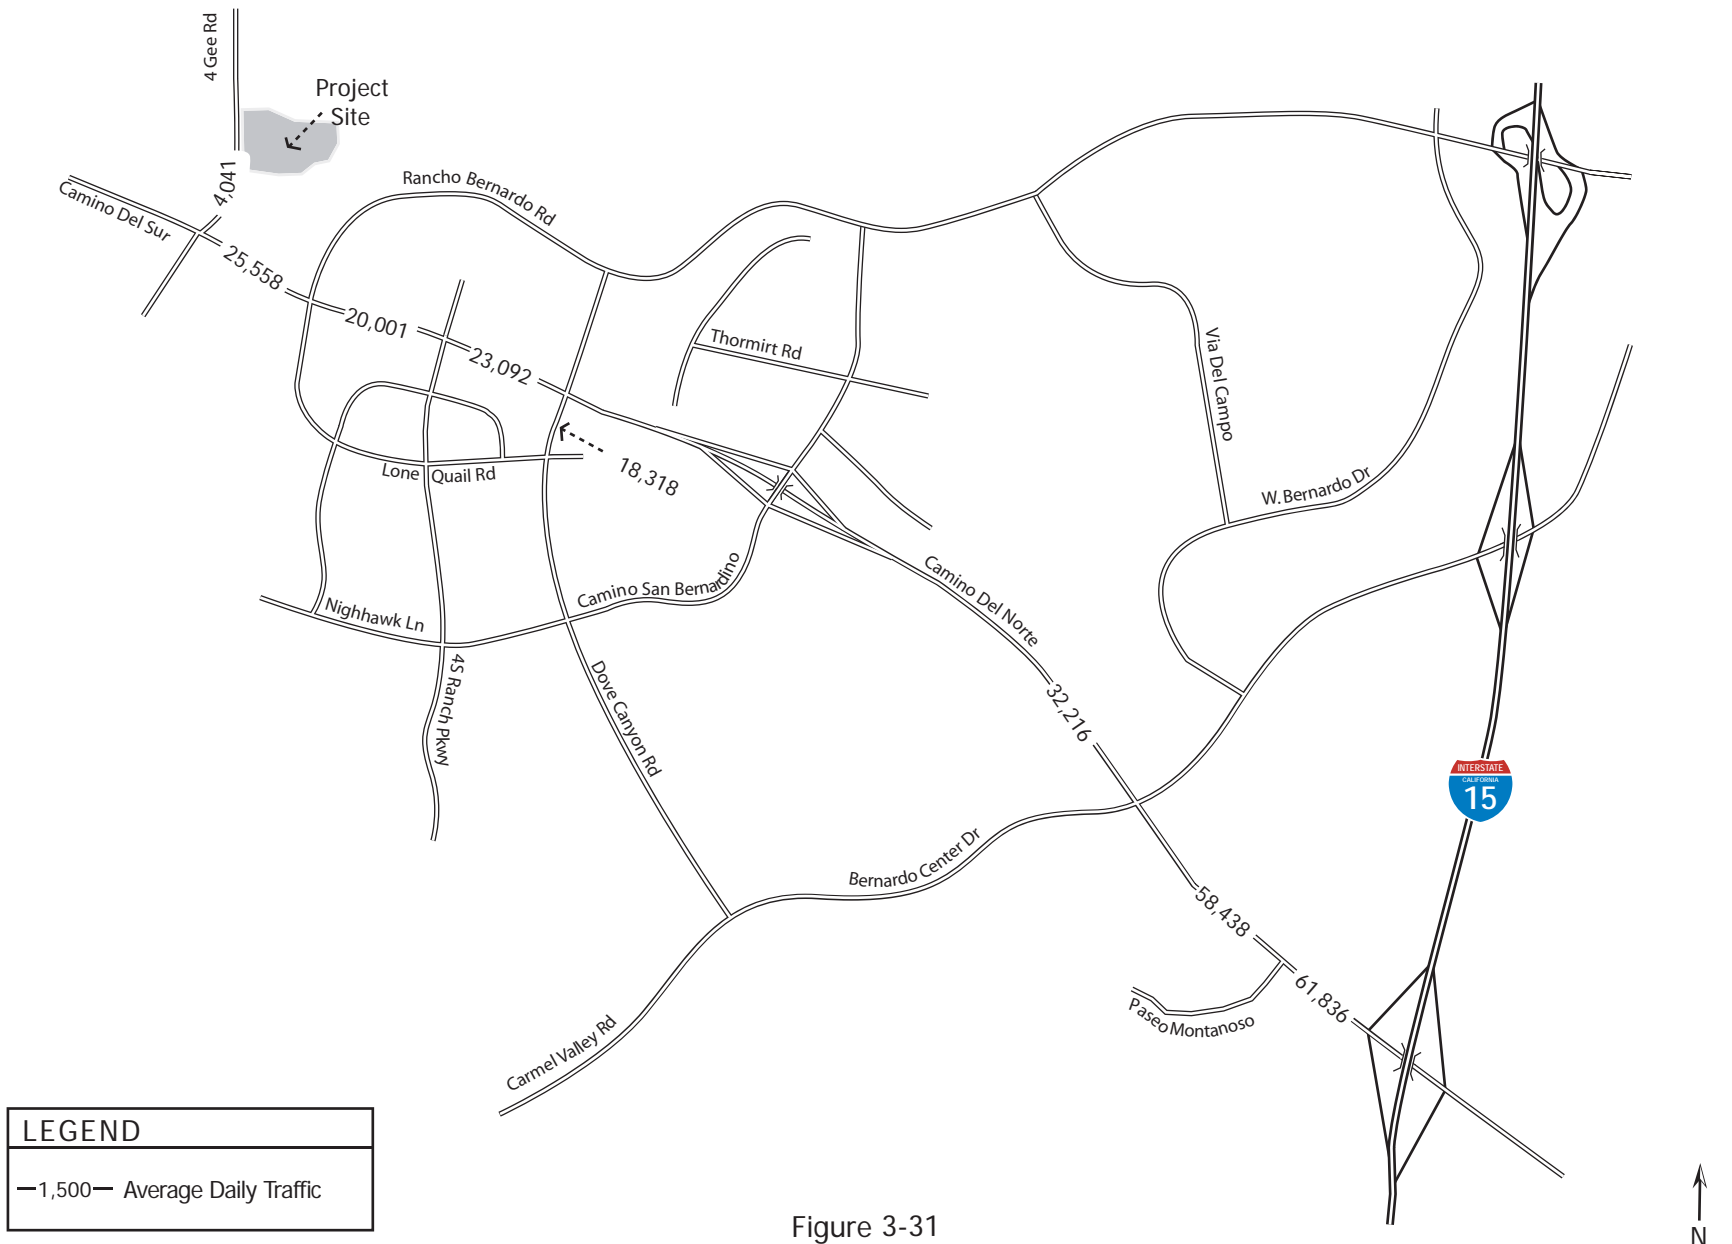 4 Gee Rd
Project
Site
4,041
Camino Del Sur
25,558
Rancho Bernardo Rd
20,001
23,092
Thormirt Rd
Via Del Campo
Lone Quail Rd
18,318
W. Bernardo Dr
Camino San Bernardino
Camino Del Norte
Nighhawk Ln
4S Ranch Pkwy
Dove Canyon Rd
32,216
INTERSTATE
CALIFORNIA
15
Bernardo Center Dr
58,438
61,836
Paseo Montanoso
Carmel Valley Rd
LEGEND
1,500 Average Daily Traffic
Figure 3-31
N